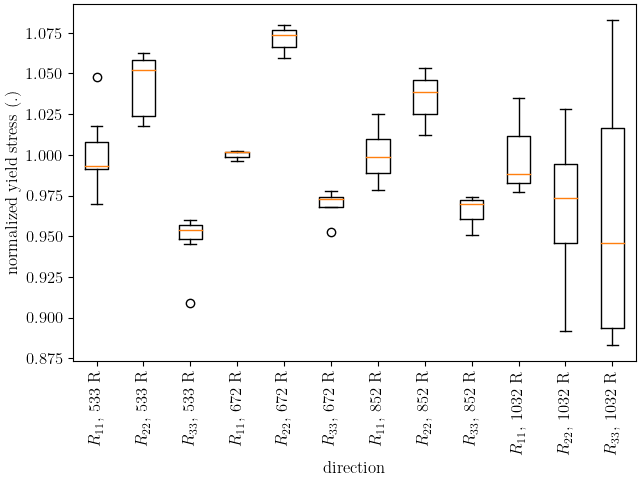 normalized yield stress (.)
1.075
1.050
1.025
1.000
0.975
0.950
0.925
0.900
0.875
R₁₁, 533 R
R₂₂, 533 R
R₃₃, 533 R
R₁₁, 672 R
R₂₂, 672 R
R₃₃, 672 R
R₁₁, 852 R
R₂₂, 852 R
R₃₃, 852 R
R₁₁, 1032 R
R₂₂, 1032 R
R₃₃, 1032 R
direction